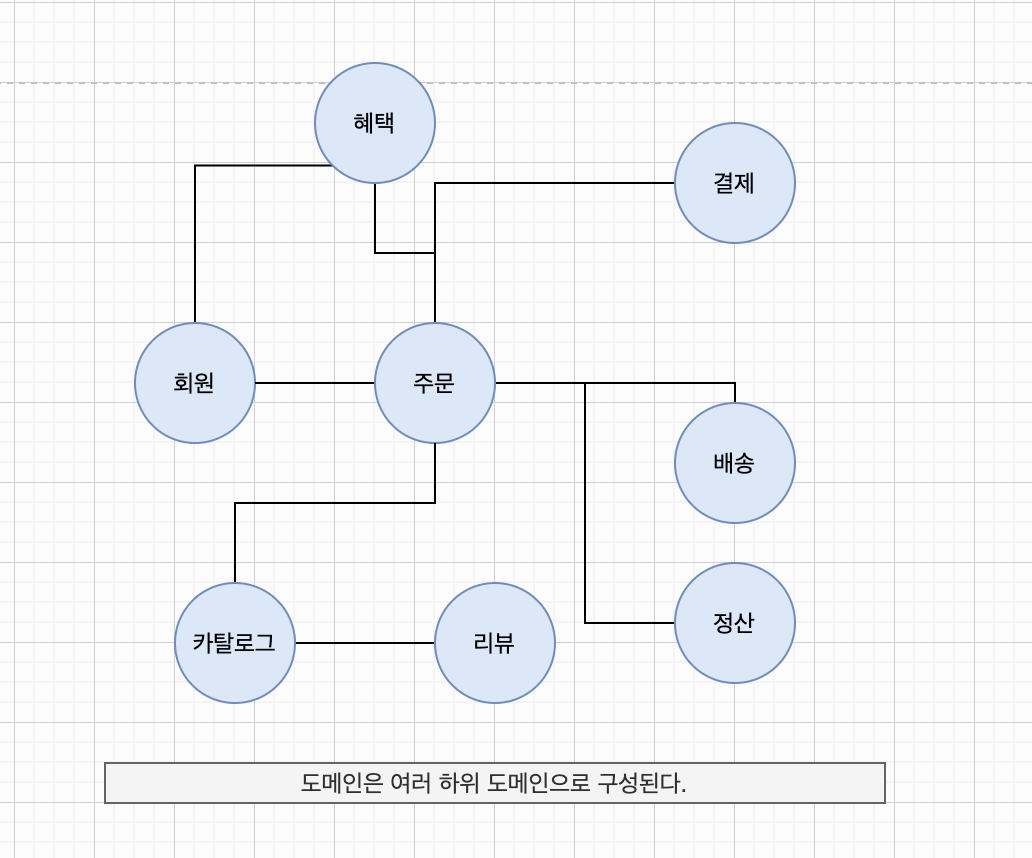 혜택
결제
회원
주문
배송
정산
카탈로그
리뷰
도메인은 여러 하위 도메인으로 구성된다.